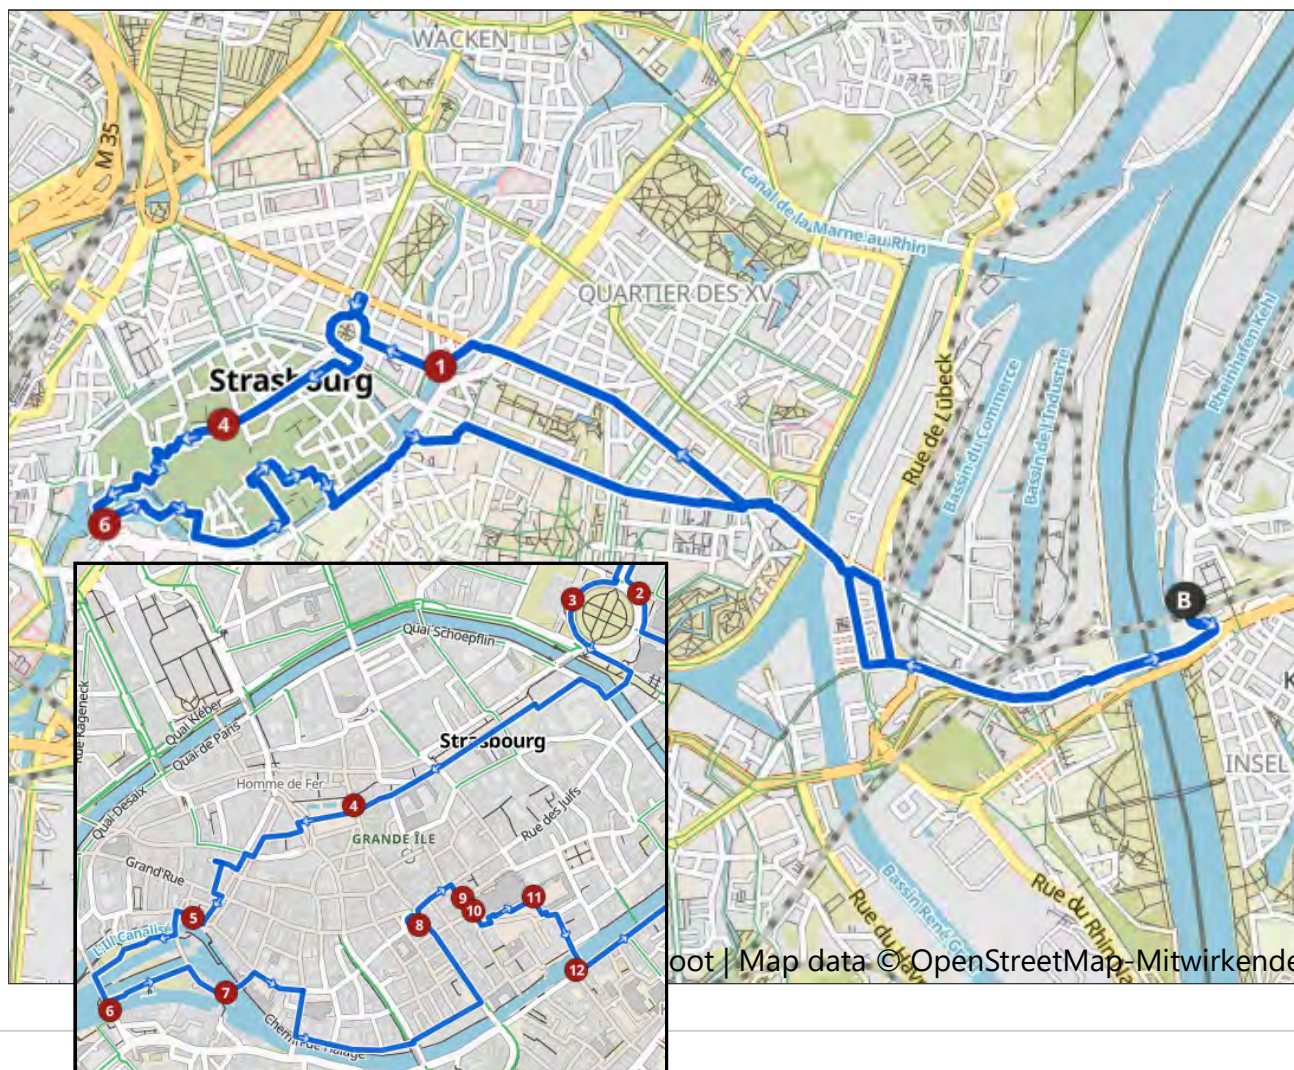 WACKEN
M 35
Canal de la Marne au Rhin
QUARTIER DES XV
Rheinhafen Kehl
Strasbourg
1
4
6
Rue de Lübeck
Bassin du Commerce
Bassin de l'Industrie
B
K
INSEL
Rue du Rhin
Rue du
Bassin René G
oot | Map data © OpenStreetMap-Mitwirkende
3
2
Quai Schoepflin
Rue Kageneck
Quai Kléber
Quai de Paris
Strasbourg
Homme de Fer
Quai Desaix
4
GRANDE ÎLE
Rue des Juifs
Grand'Rue
5
9
10
11
8
L'Ill Canalisé
12
7
6
Chemin de Halage